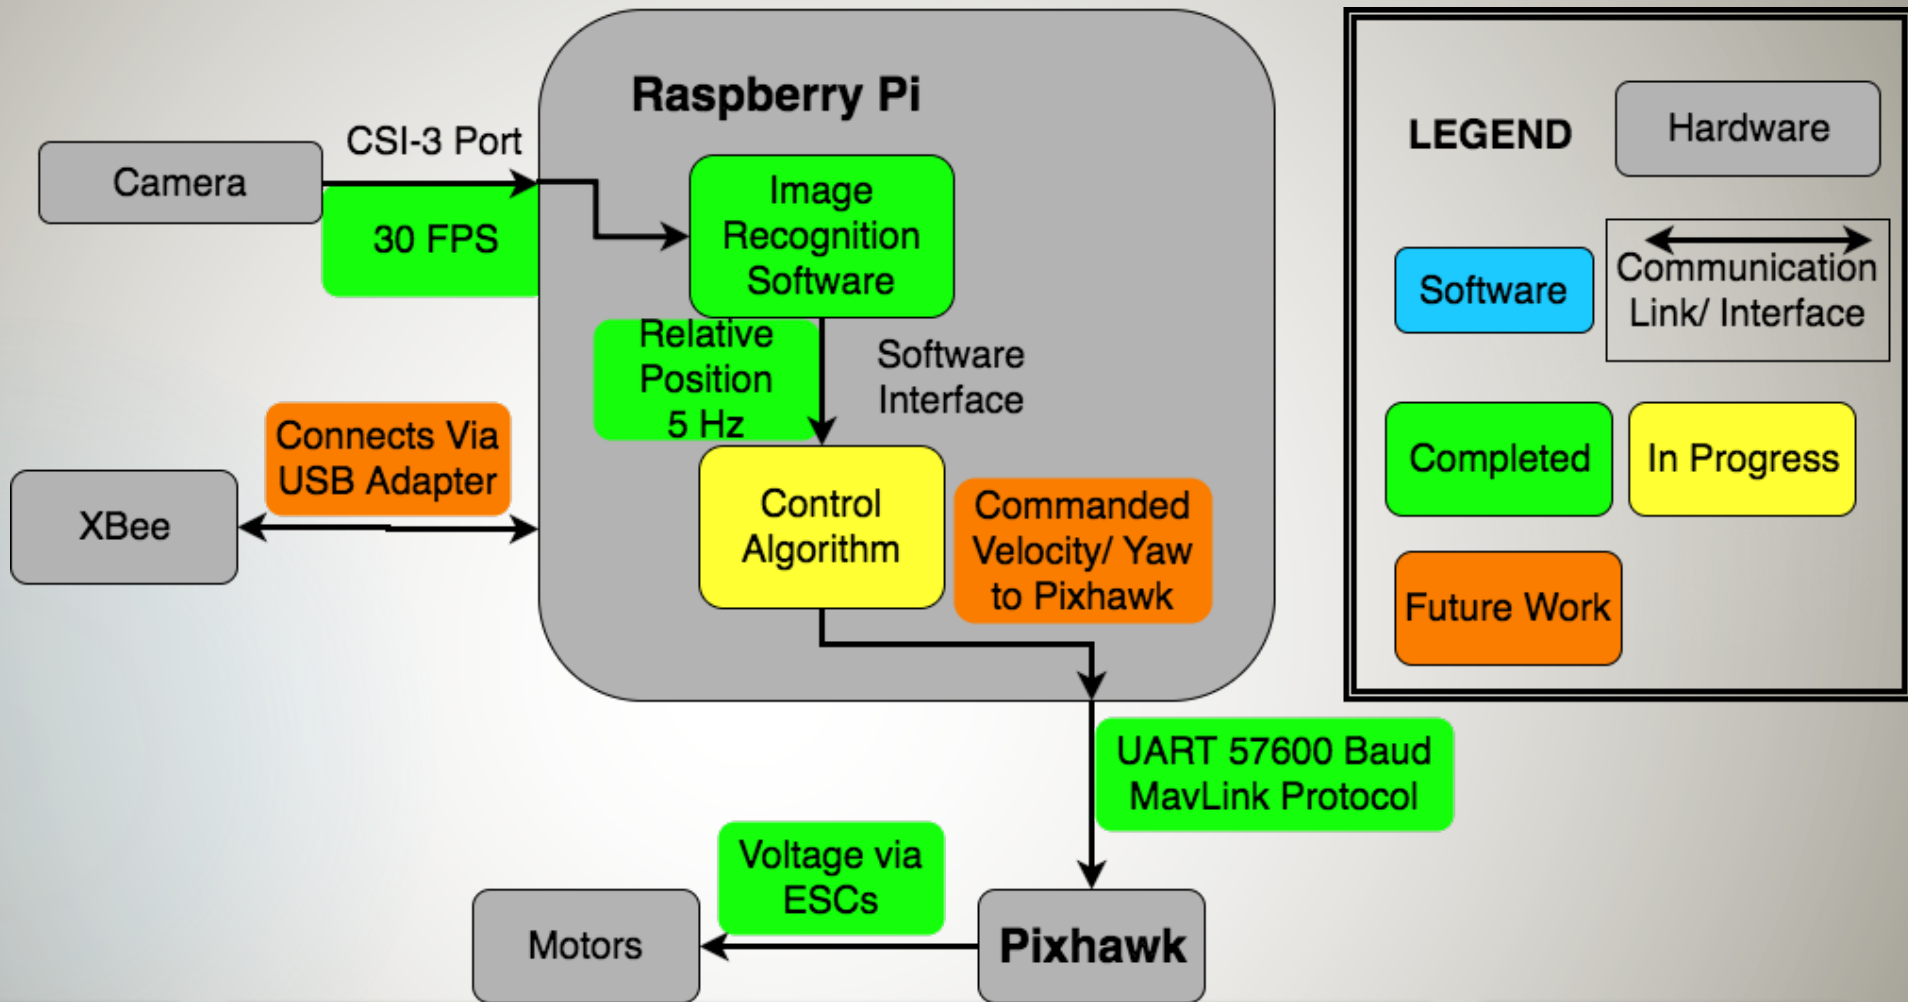 Raspberry Pi
CSI-3 Port
Camera
30 FPS
Image
Recognition
Software
Relative
Position
5 Hz
Software
Interface
Connects Via
USB Adapter
XBee
Control
Algorithm
Commanded
Velocity/ Yaw
to Pixhawk
UART 57600 Baud
MavLink Protocol
Voltage via
ESCs
Motors
Pixhawk
LEGEND
Hardware
Software
Communication
Link/ Interface
Completed
In Progress
Future Work